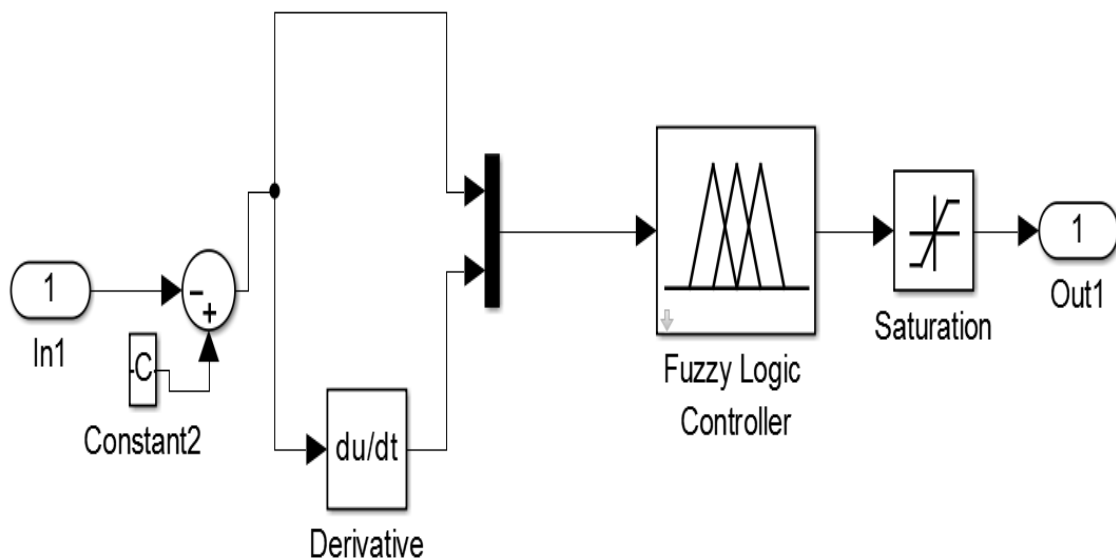 1
In1
−
+
-C-
Constant2
du/dt
Derivative
Fuzzy Logic
Controller
Saturation
1
Out1